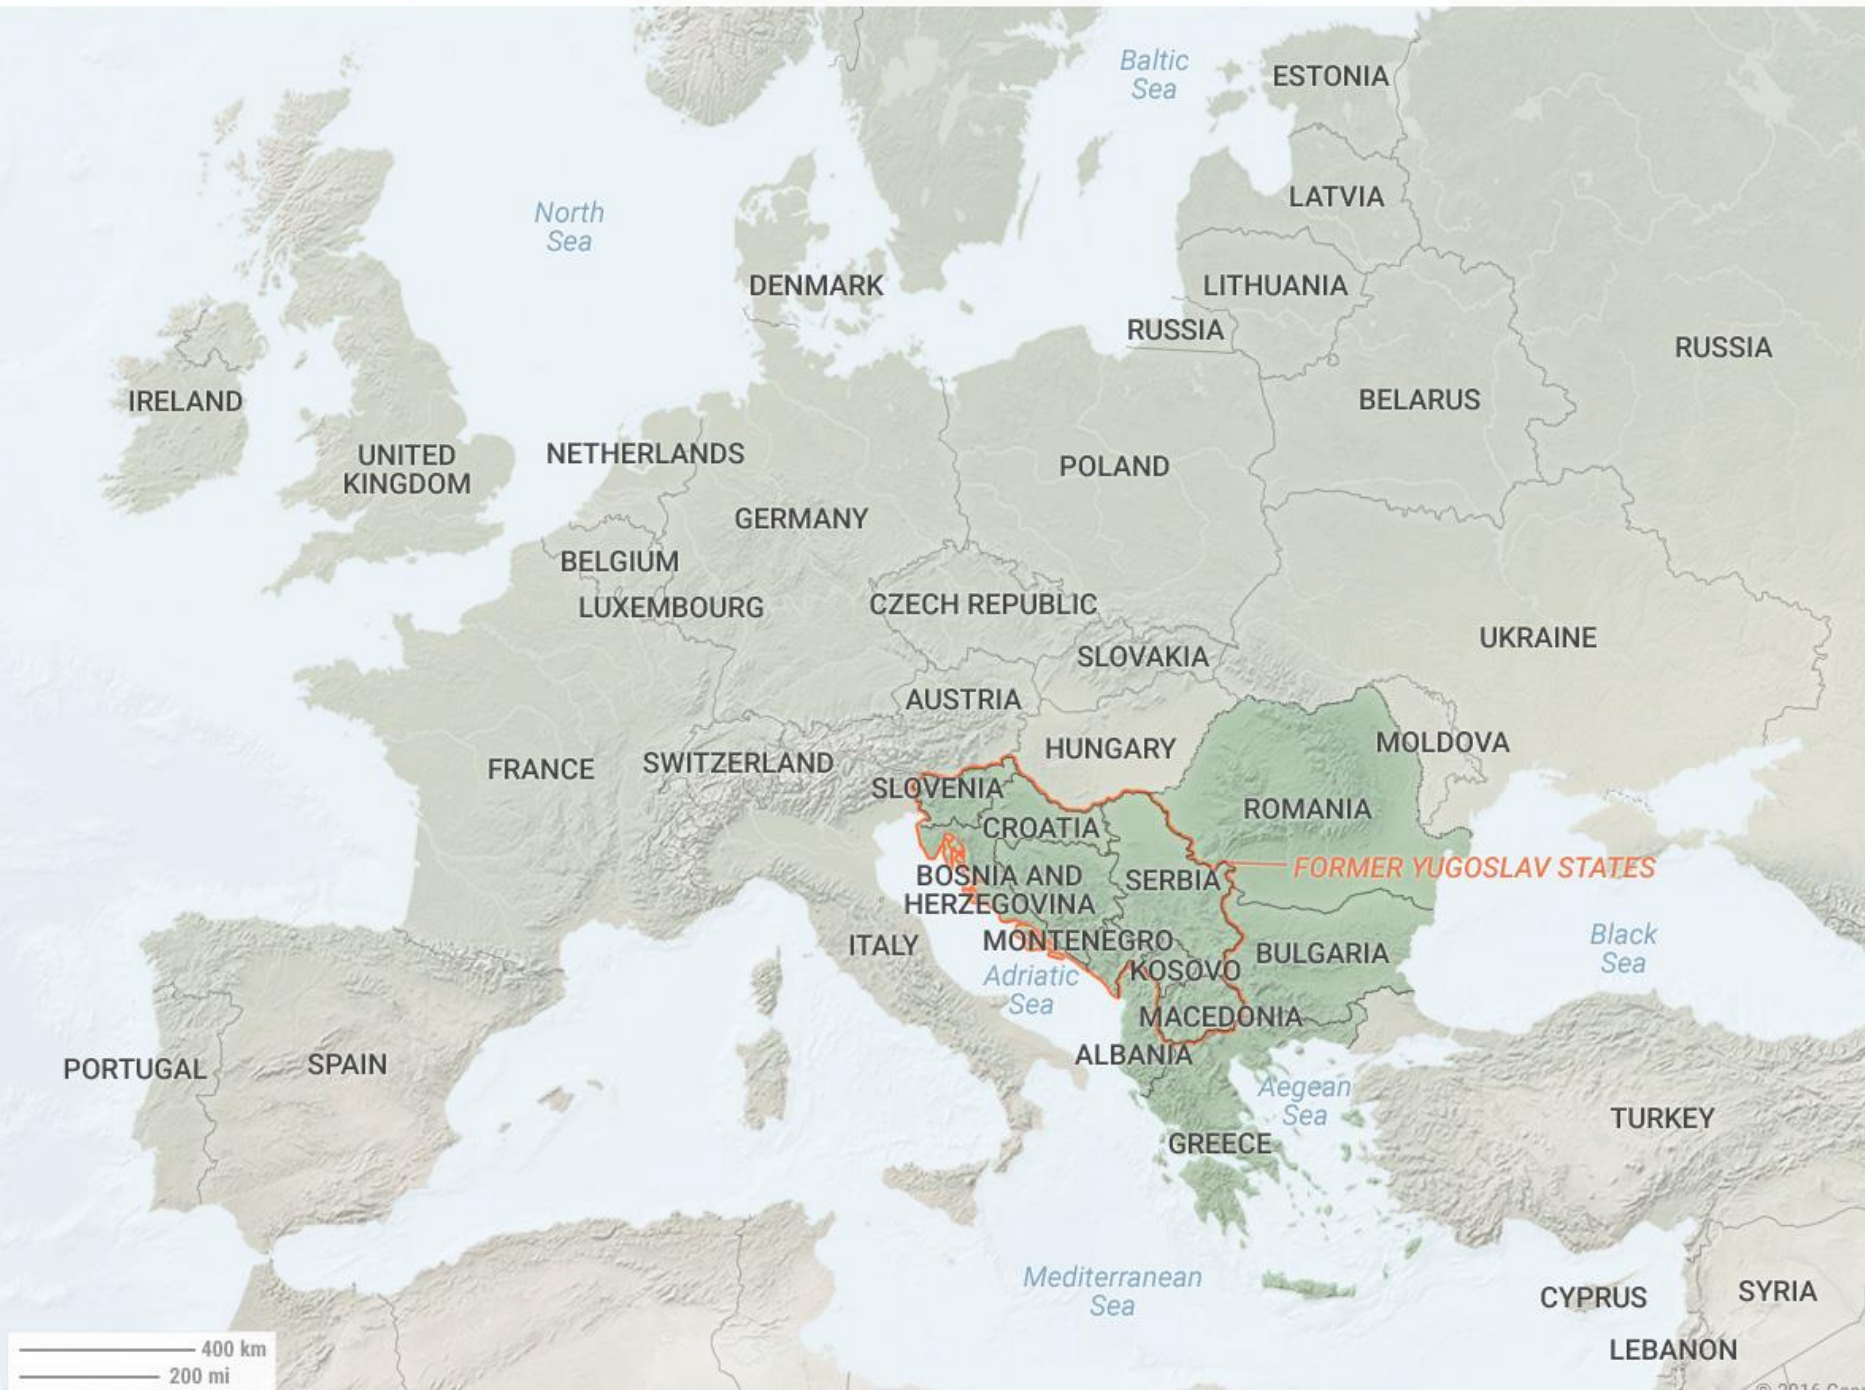 Baltic
Sea
ESTONIA
LATVIA
North
Sea
DENMARK
LITHUANIA
RUSSIA
RUSSIA
IRELAND
BELARUS
UNITED
KINGDOM
NETHERLANDS
POLAND
GERMANY
BELGIUM
LUXEMBOURG
CZECH REPUBLIC
UKRAINE
SLOVAKIA
AUSTRIA
HUNGARY
MOLDOVA
FRANCE
SWITZERLAND
SLOVENIA
ROMANIA
CROATIA
FORMER YUGOSLAV STATES
BOSNIA AND
HERZEGOVINA
SERBIA
MONTENEGRO
ITALY
BULGARIA
Black
Sea
KOSOVO
Adriatic
Sea
MACEDONIA
ALBANIA
PORTUGAL
SPAIN
Aegean
Sea
TURKEY
GREECE
Mediterranean
Sea
CYPRUS
SYRIA
LEBANON
400 km
200 mi